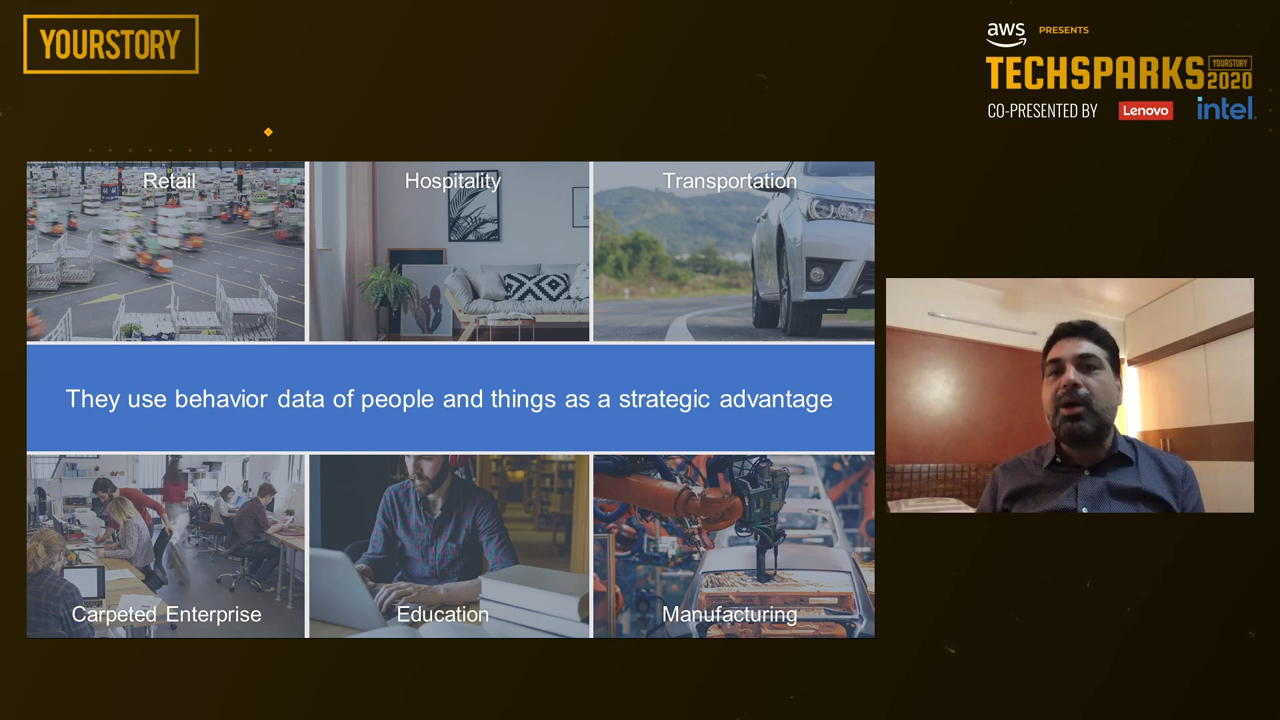 YOURSTORY
aws PRESENTS
TECHSPARKS YOURSTORY 2020
CO-PRESENTED BY Lenovo intel.
Retail
Hospitality
Transportation
They use behavior data of people and things as a strategic advantage
Carpeted Enterprise
Education
Manufacturing